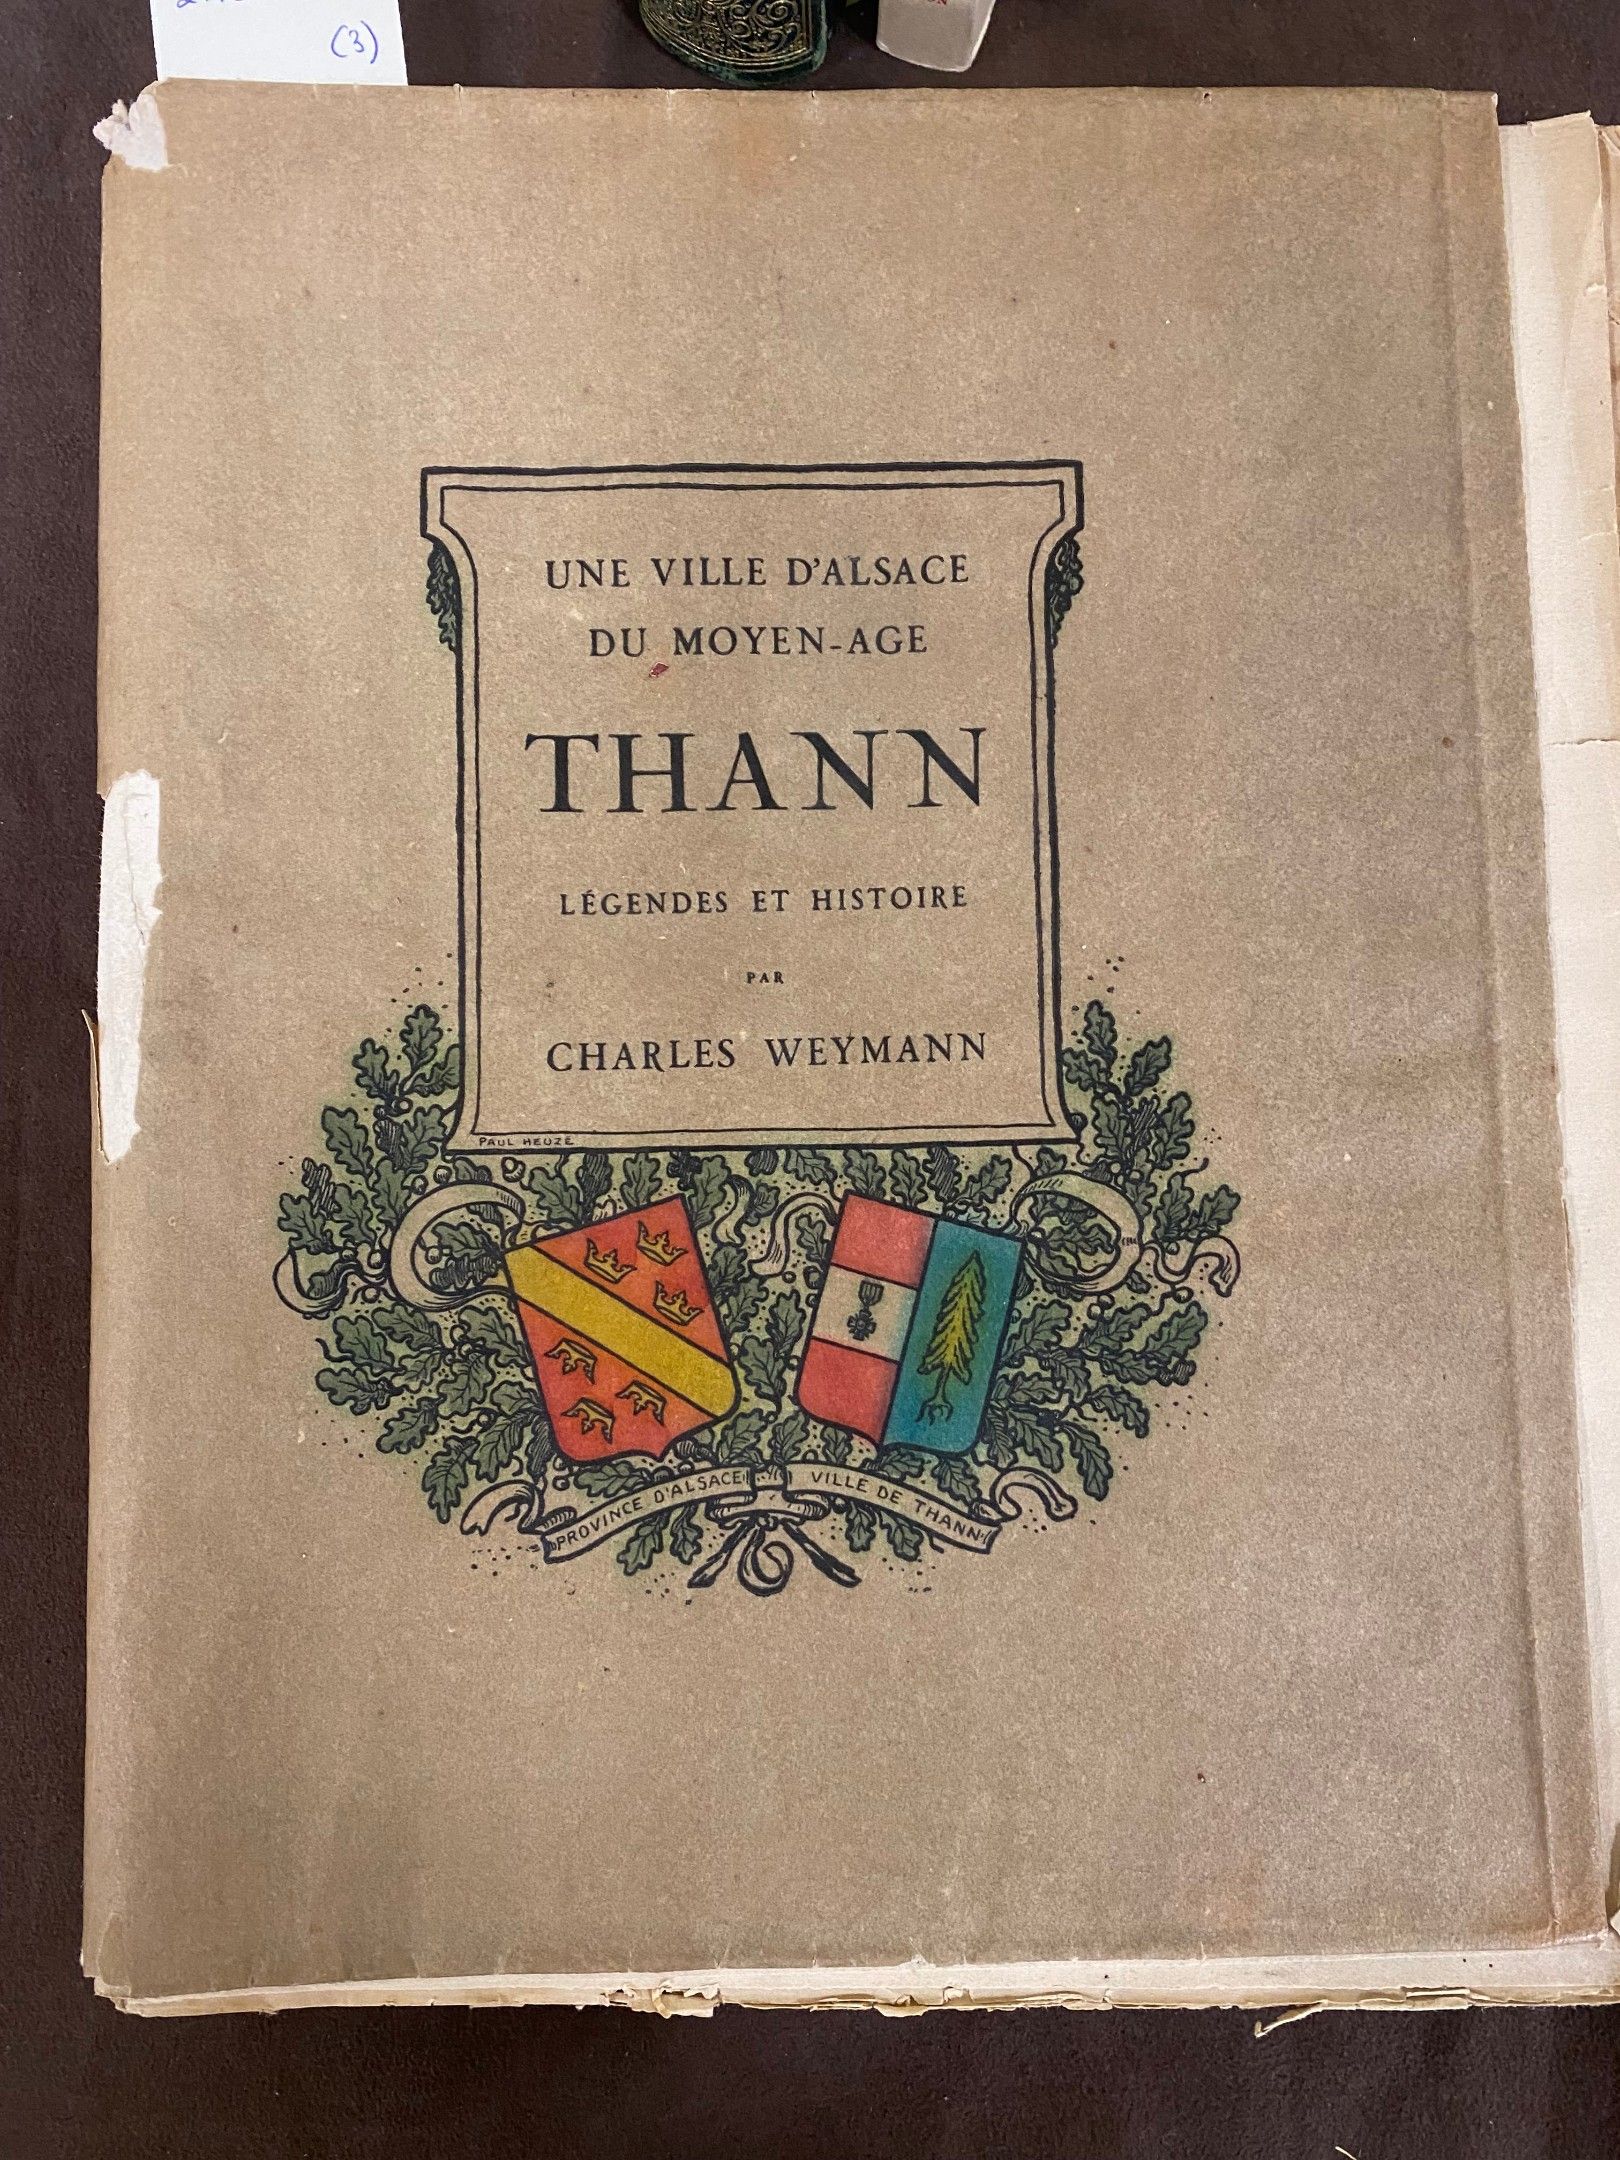 (3)
UNE VILLE D'ALSACE
DU MOYEN-AGE
THANN
LÉGENDES ET HISTOIRE
PAR
CHARLES WEYMANN
PAUL HEUZÉ
PROVINCE D'ALSACE
VILLE DE THANN